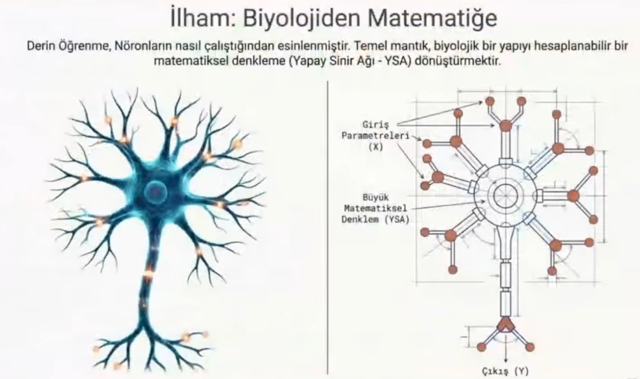 İlham: Biyolojiden Matematiğe
Derin Öğrenme, Nöronların nasıl çalıştığından esinlenmiştir. Temel mantık, biyolojik bir yapıyı hesaplanabilir bir
matematiksel denkleme (Yapay Sinir Ağı - YSA) dönüştürmektir.
Giriş
Parametreleri
(X)
Büyük
Matematiksel
Denklem (YSA)
Çıkış (Y)